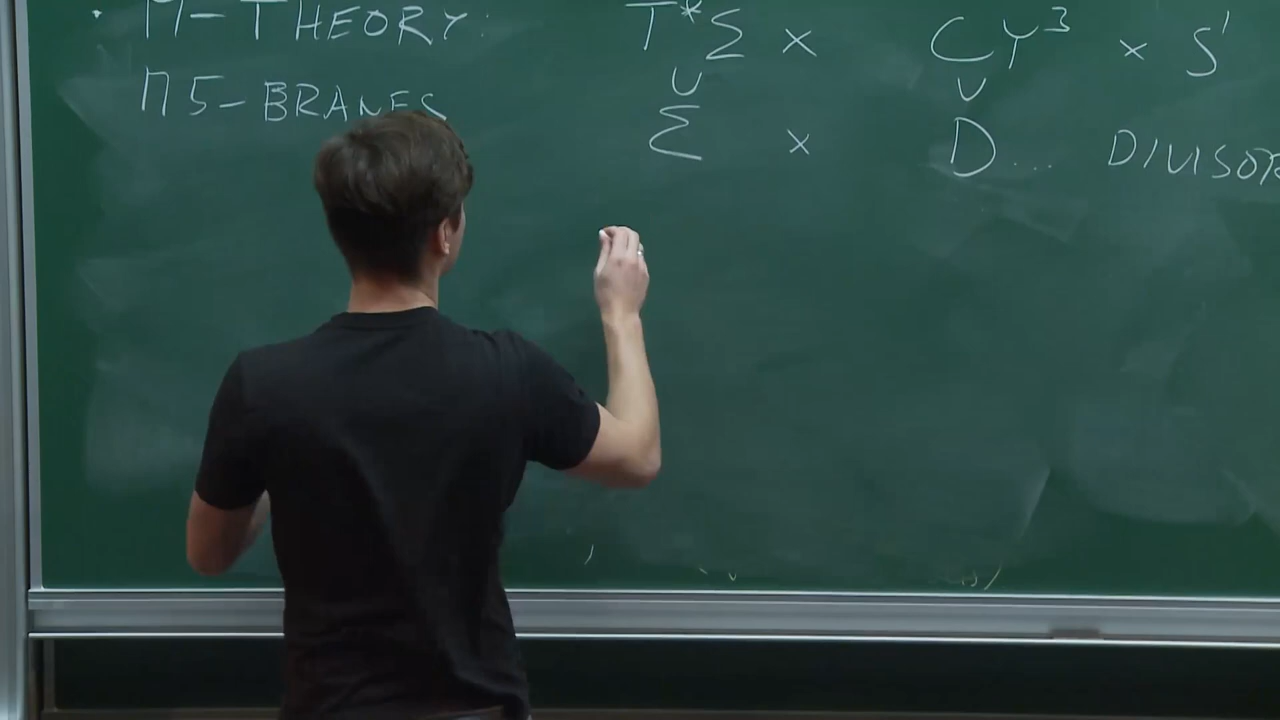 · M-THEORY: T*Σ × CY³ × S¹
∪ ∪
M5-BRANES Σ × D... DIVISOR